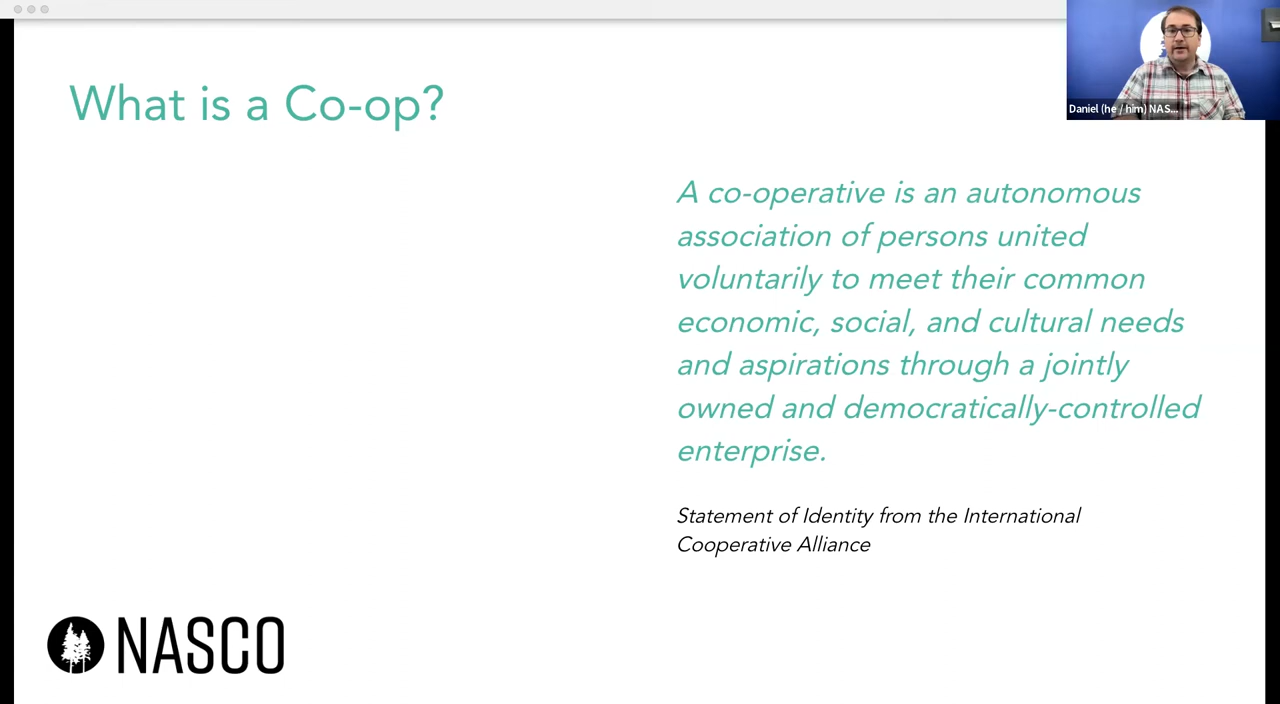 What is a Co-op?
Daniel (he / him) NAS...
A co-operative is an autonomous
association of persons united
voluntarily to meet their common
economic, social, and cultural needs
and aspirations through a jointly
owned and democratically-controlled
enterprise.
Statement of Identity from the International
Cooperative Alliance
NASCO